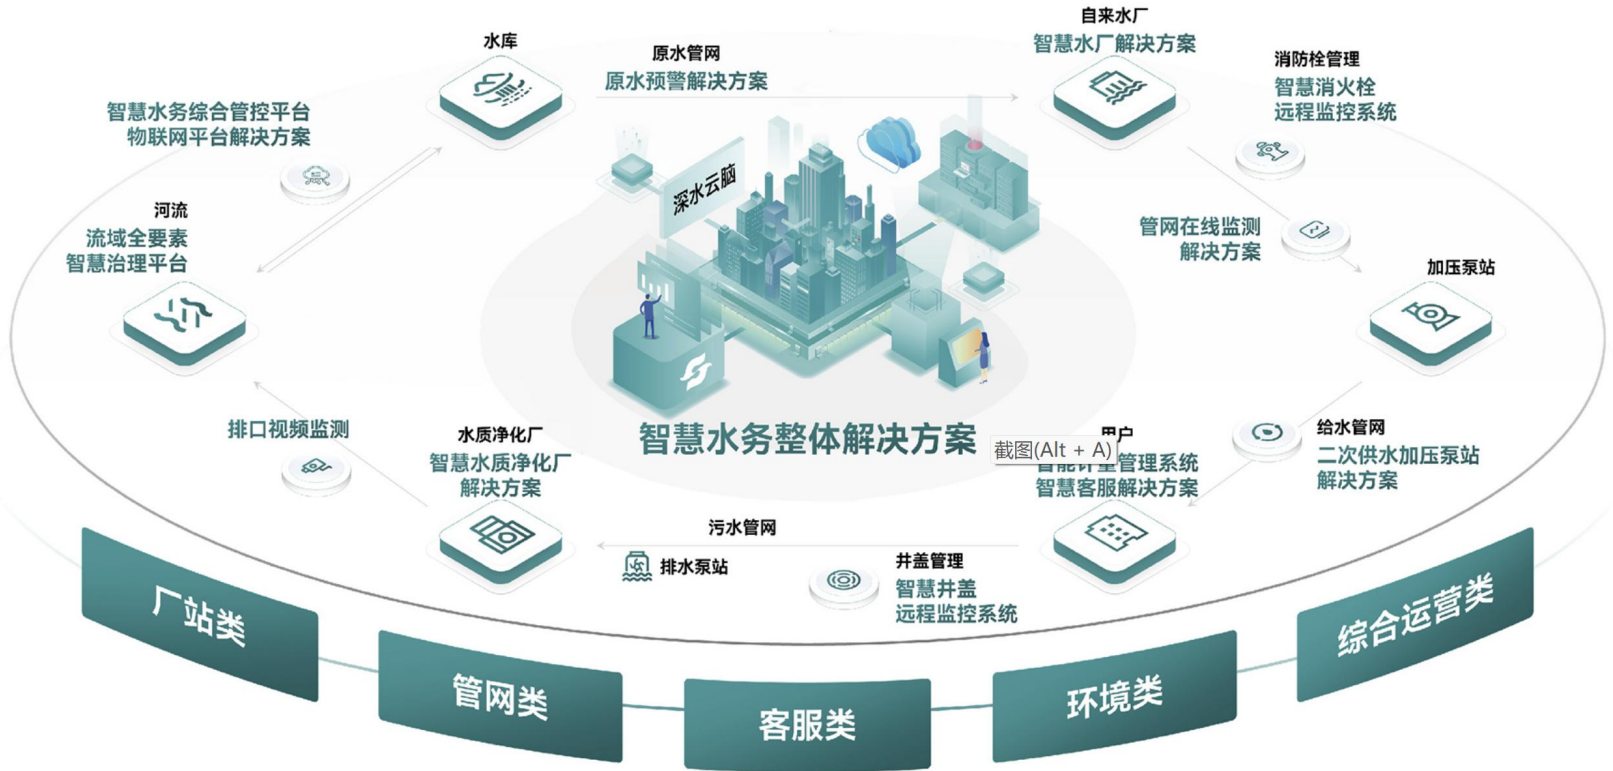 水库
原水管网
原水预警解决方案
自来水厂
智慧水厂解决方案
消防栓管理
智慧消火栓
远程监控系统
智慧水务综合管控平台
物联网平台解决方案
深水云脑
河流
流域全要素
智慧治理平台
管网在线监测
解决方案
加压泵站
排口视频监测
水质净化厂
智慧水质净化厂
解决方案
智慧水务整体解决方案
截图(Alt + A)
用户
智能计量管理系统
智慧客服解决方案
给水管网
二次供水加压泵站
解决方案
污水管网
排水泵站
井盖管理
智慧井盖
远程监控系统
厂站类
管网类
客服类
环境类
综合运营类